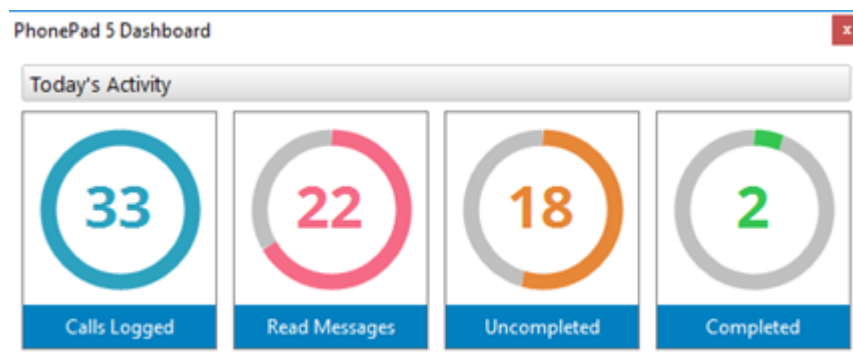 PhonePad 5 Dashboard
x
Today's Activity
33
22
18
2
Calls Logged
Read Messages
Uncompleted
Completed